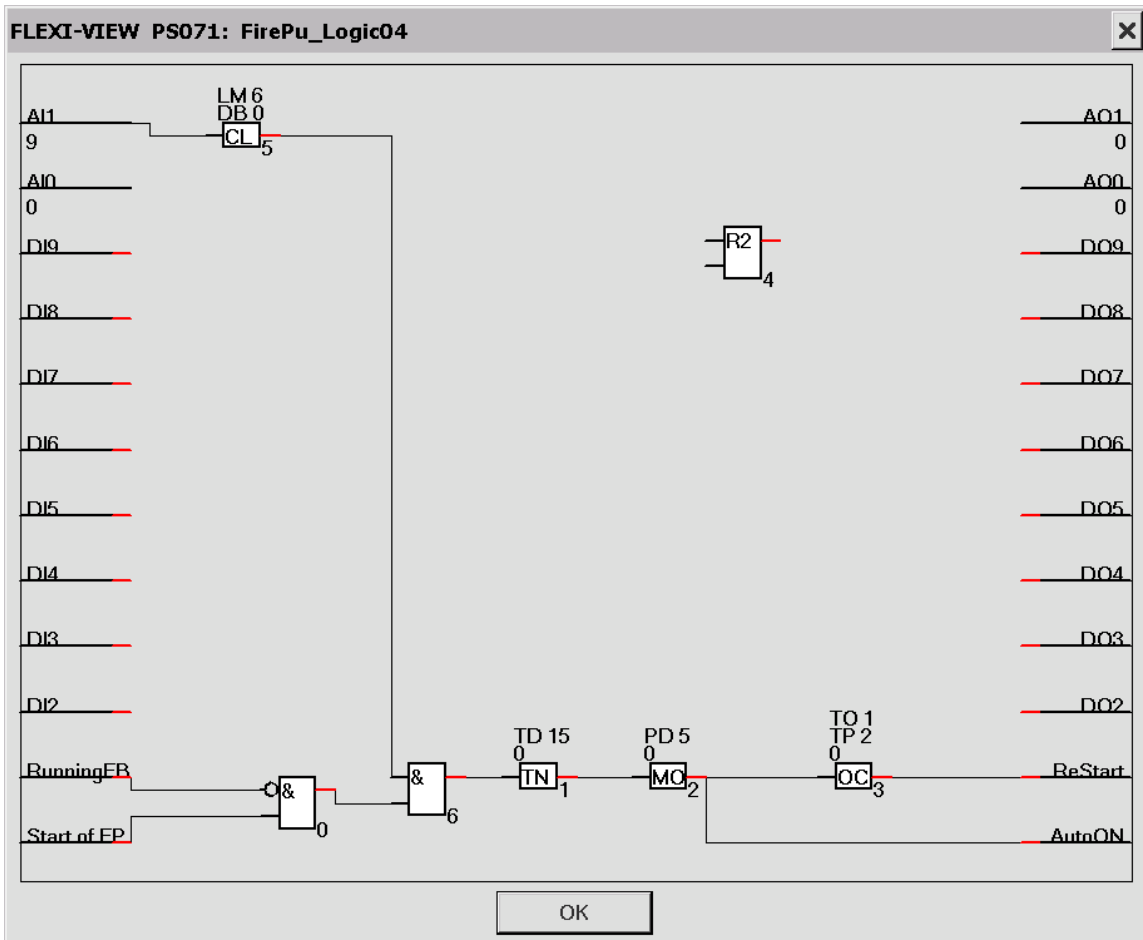 FLEXI-VIEW PS071: FirePu_Logic04
LM 6
DB 0
AI1
CL
AO1
9
5
0
AI0
AO0
0
0
DI9
R2
DO9
4
DI8
DO8
DI7
DO7
DI6
DO6
DI5
DO5
DI4
DO4
DI3
DO3
DI2
DO2
TD 15
PD 5
TO 1
TP 2
0
0
0
RunningFB
&
TN
MO
OC
ReStart
&
1
2
3
6
0
Start of FP
AutoON
OK